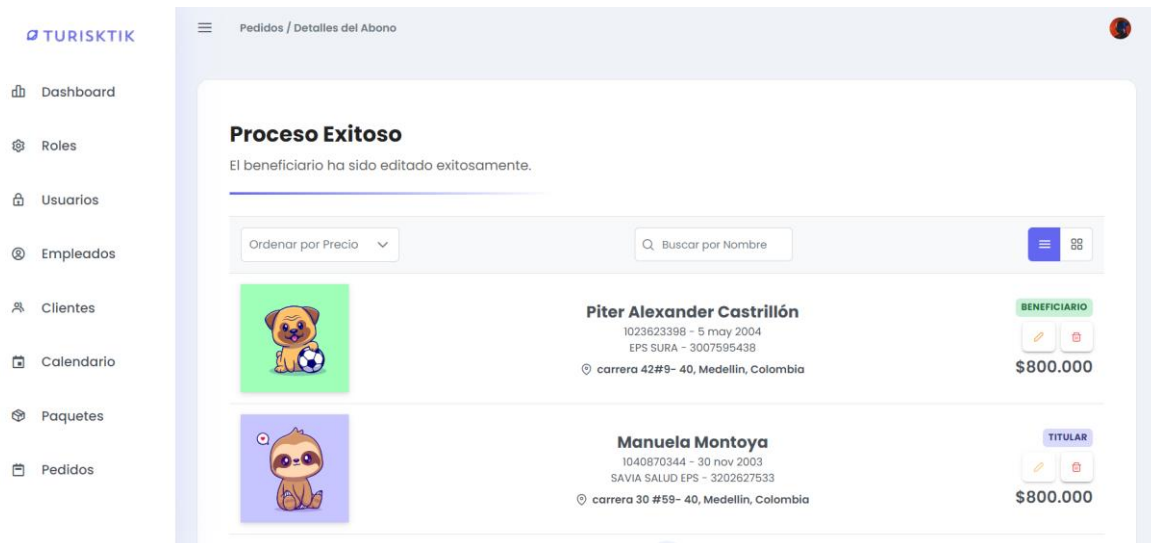 TURISKTIK
Pedidos / Detalles del Abono
Dashboard
Roles
Usuarios
Empleados
Clientes
Calendario
Paquetes
Pedidos
Proceso Exitoso
El beneficiario ha sido editado exitosamente.
Ordenar por Precio
Buscar por Nombre
Piter Alexander Castrillón
1023623398 - 5 may 2004
EPS SURA - 3007595438
carrera 42#9- 40, Medellin, Colombia
BENEFICIARIO
$800.000
Manuela Montoya
1040870344 - 30 nov 2003
SAVIA SALUD EPS - 3202627533
carrera 30 #59- 40, Medellin, Colombia
TITULAR
$800.000